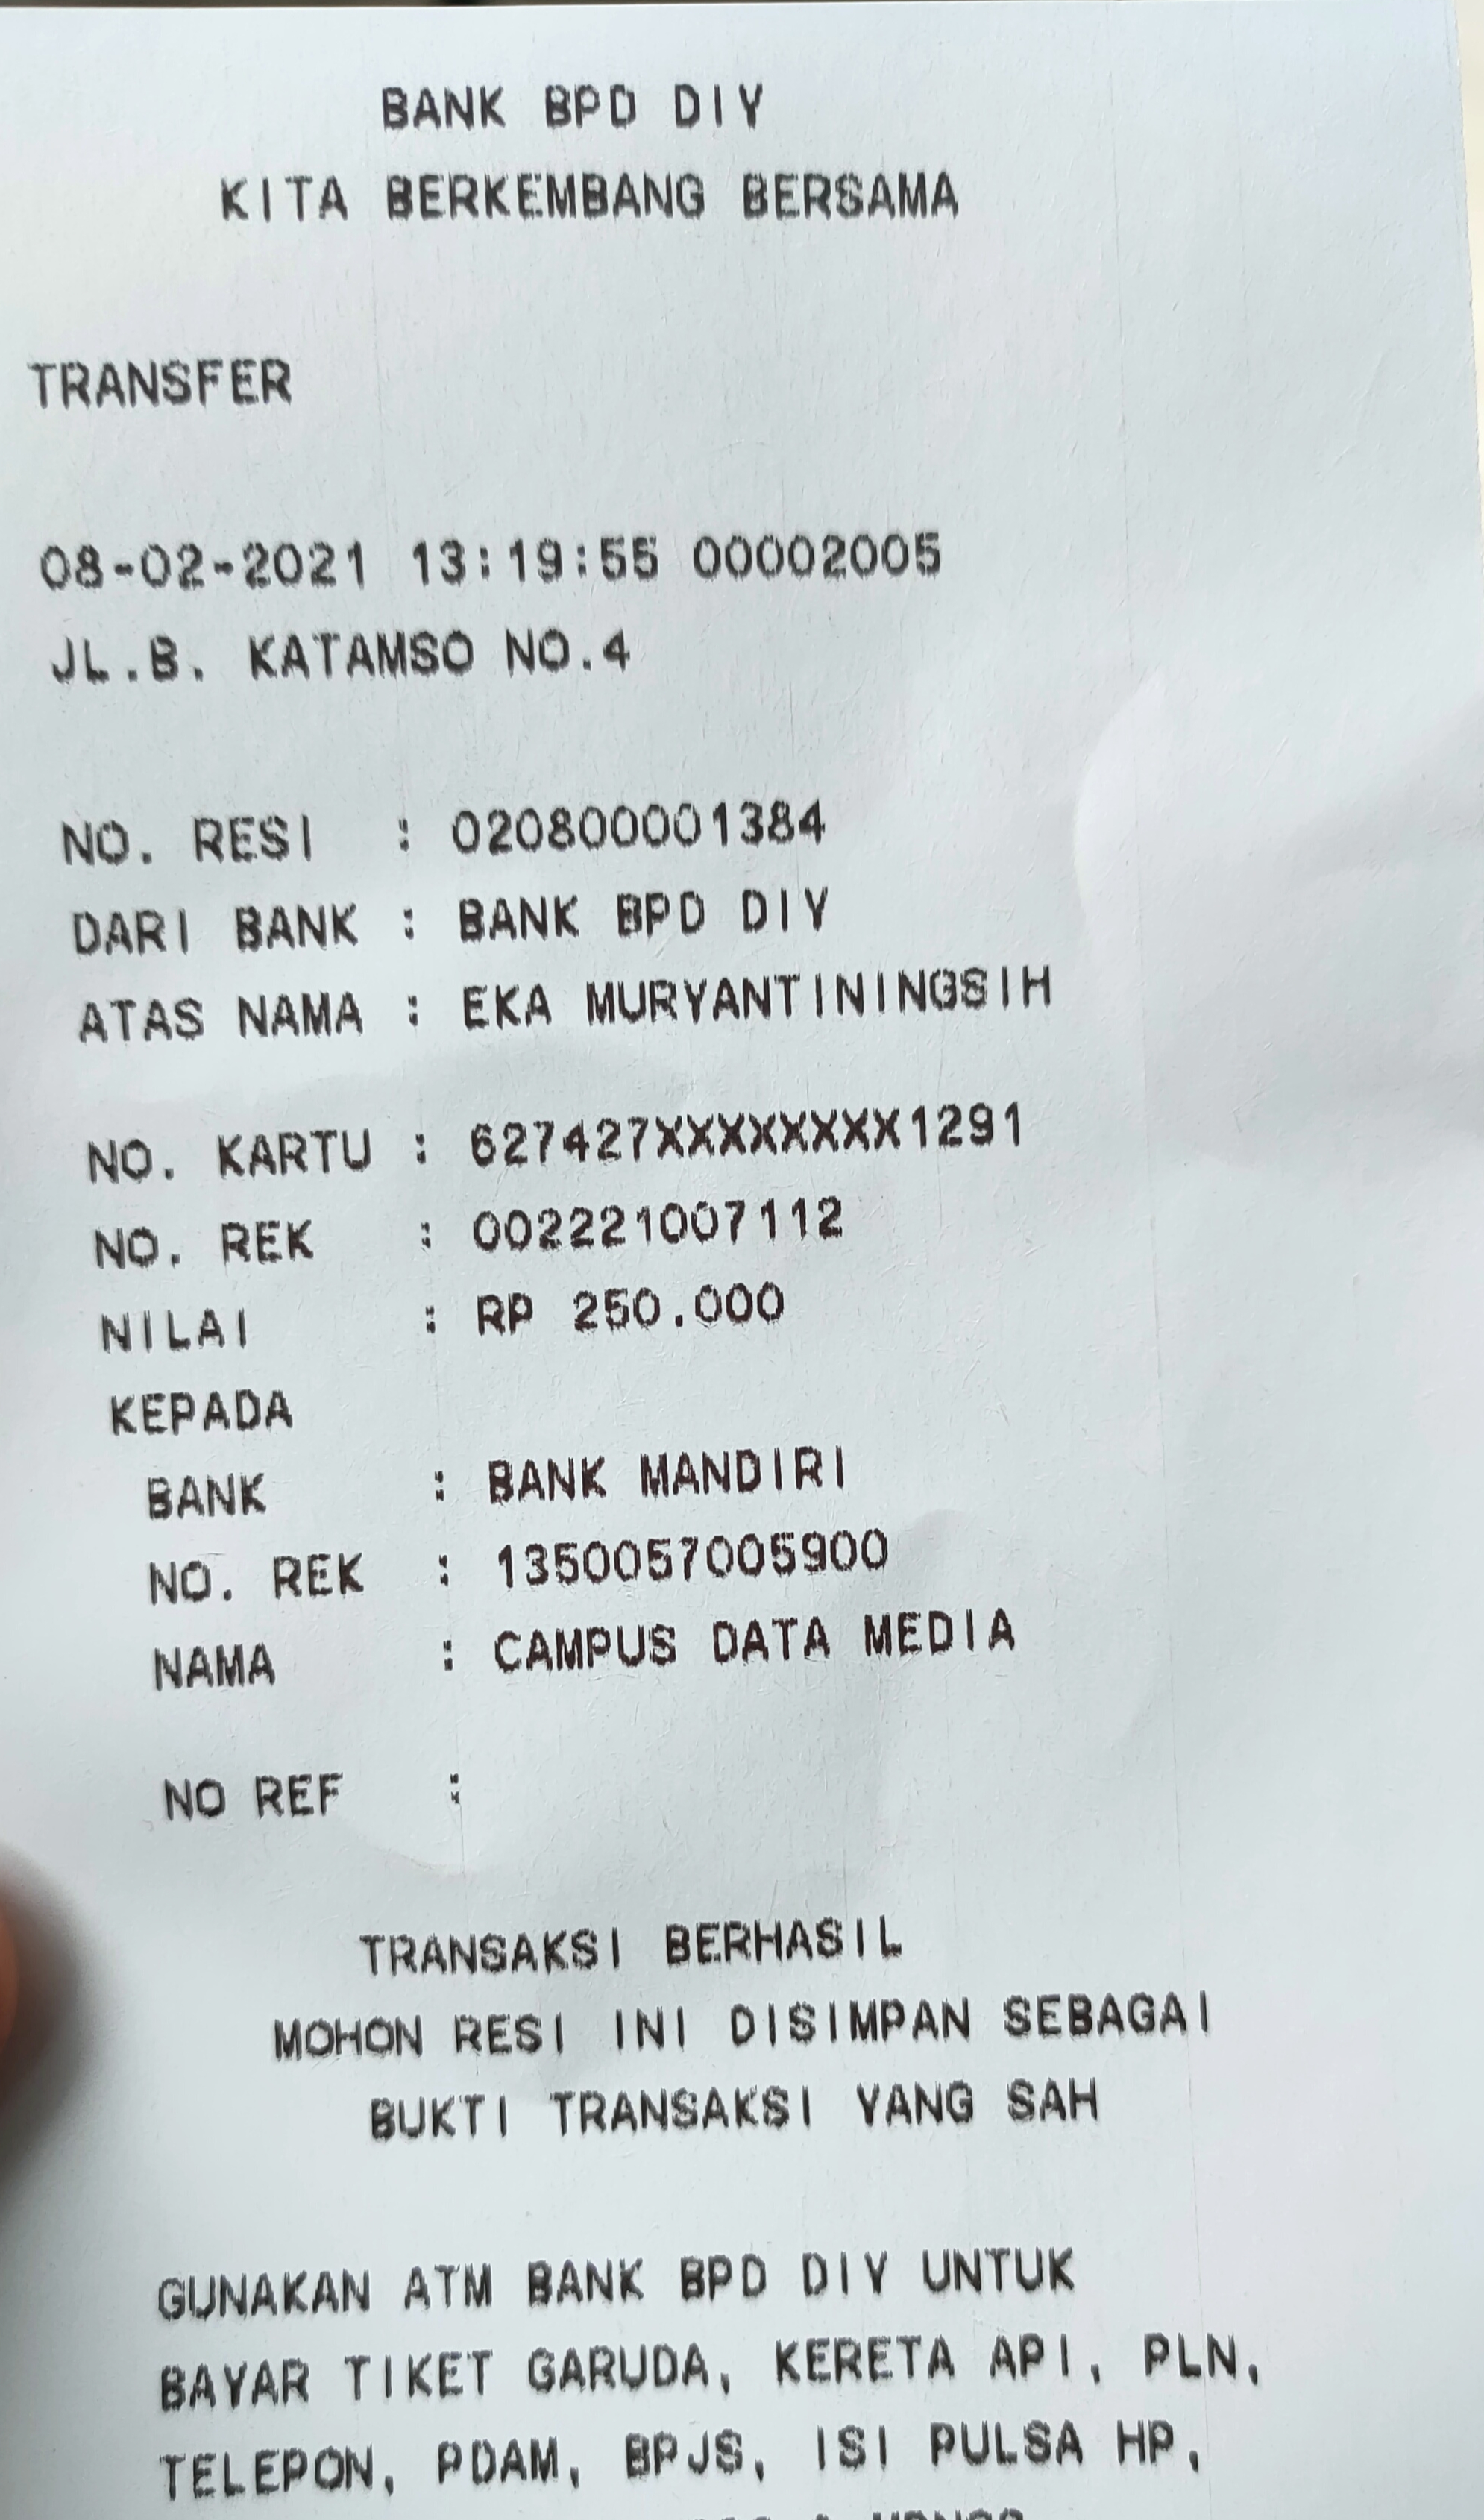 BANK BPD DIY
KITA BERKEMBANG BERSAMA
TRANSFER
08-02-2021 13:19:55 00002005
JL.B. KATAMSO NO.4
NO. RESI : 020800001384
DARI BANK : BANK BPD DIY
ATAS NAMA : EKA MURYANTININGSIH
NO. KARTU : 627427XXXXXXXX1291
NO. REK : 002221007112
NILAI : RP 250.000
KEPADA
BANK : BANK MANDIRI
NO. REK : 1350057005900
NAMA : CAMPUS DATA MEDIA
NO REF :
TRANSAKSI BERHASIL
MOHON RESI INI DISIMPAN SEBAGAI
BUKTI TRANSAKSI YANG SAH
GUNAKAN ATM BANK BPD DIY UNTUK
BAYAR TIKET GARUDA, KERETA API, PLN,
TELEPON, PDAM, BPJS, ISI PULSA HP,